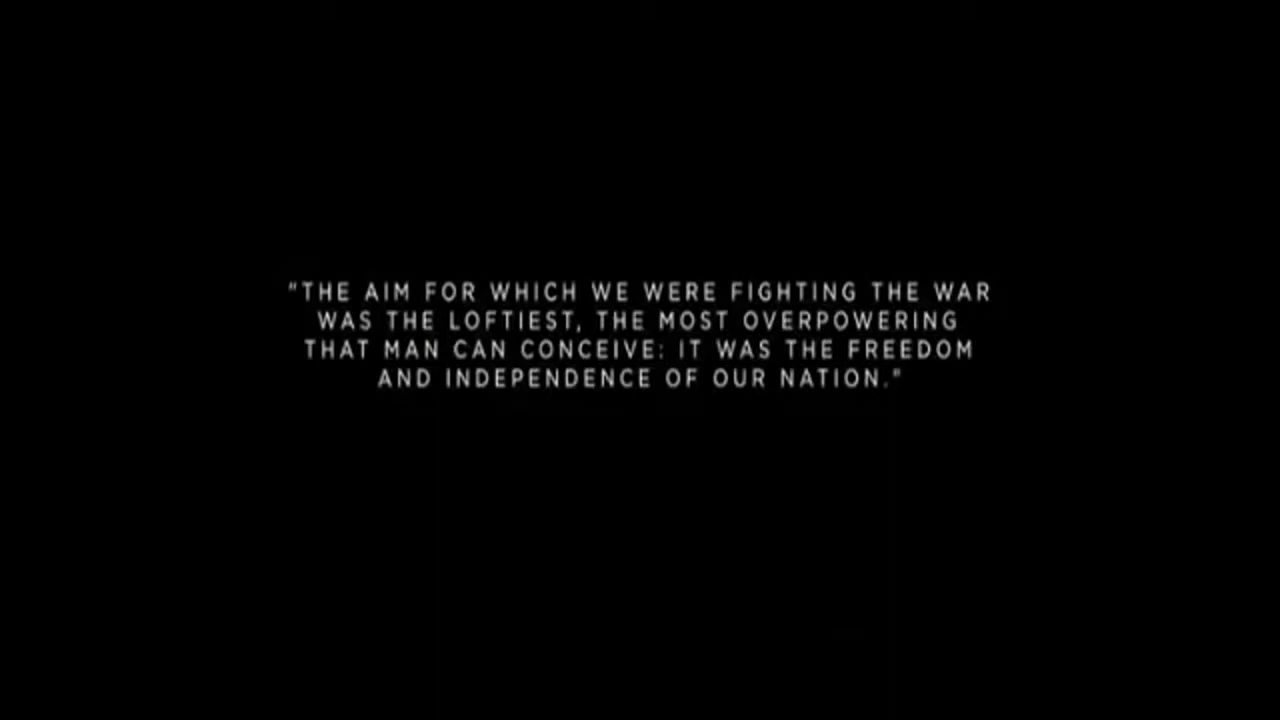 "THE AIM FOR WHICH WE WERE FIGHTING THE WAR
WAS THE LOFTIEST, THE MOST OVERPOWERING
THAT MAN CAN CONCEIVE: IT WAS THE FREEDOM
AND INDEPENDENCE OF OUR NATION."